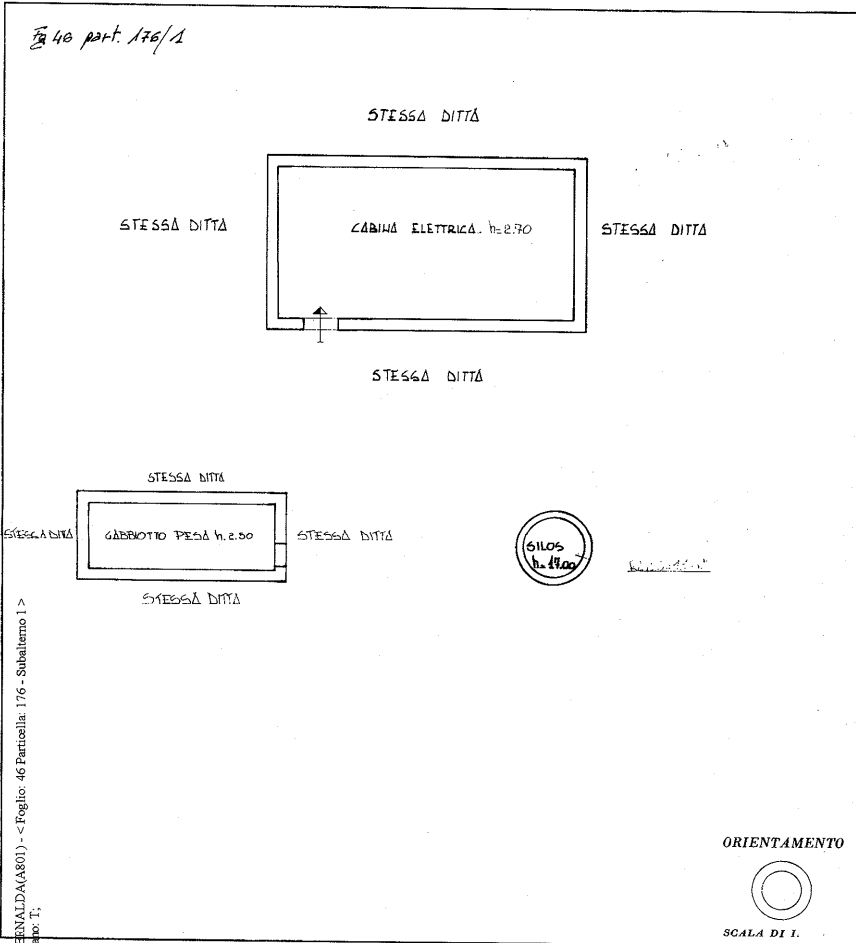 Fg 46 part. 176/1
STESSA DITTA
STESSA DITTA
CABINA ELETTRICA. h=2.70
STESSA DITTA
STESSA DITTA
STESSA DITTA
STESSA DITTA
GABBIOTTO PESA h. 2.50
STESSA DITTA
SILOS
h= 17.00
STESSA DITTA
ERNALDA(A801) - < Foglio: 46 Particella: 176 - Subalterno 1 >
ano: T;
ORIENTAMENTO
SCALA DI 1.